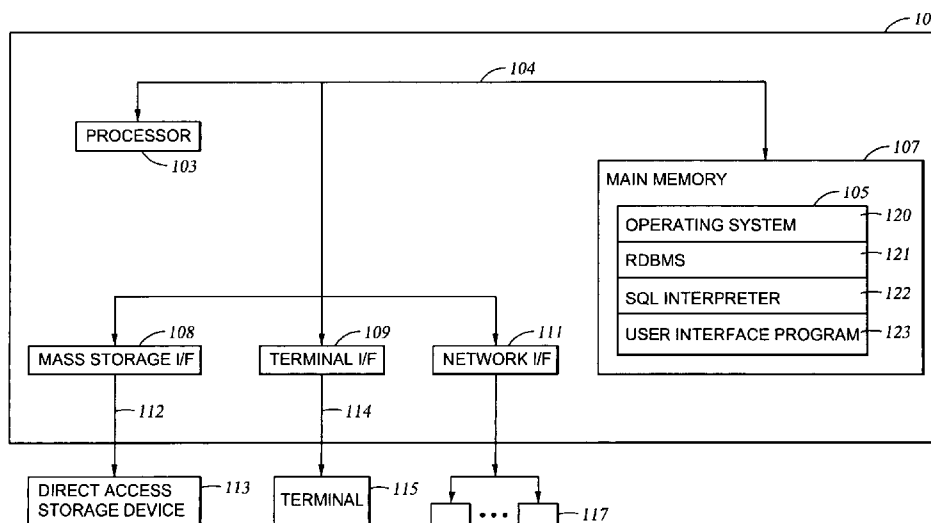 10
104
PROCESSOR
103
107
MAIN MEMORY
105
OPERATING SYSTEM
120
RDBMS
121
SQL INTERPRETER
122
USER INTERFACE PROGRAM
123
108
109
111
MASS STORAGE I/F
TERMINAL I/F
NETWORK I/F
112
114
DIRECT ACCESS
STORAGE DEVICE
113
TERMINAL
115
•••
117